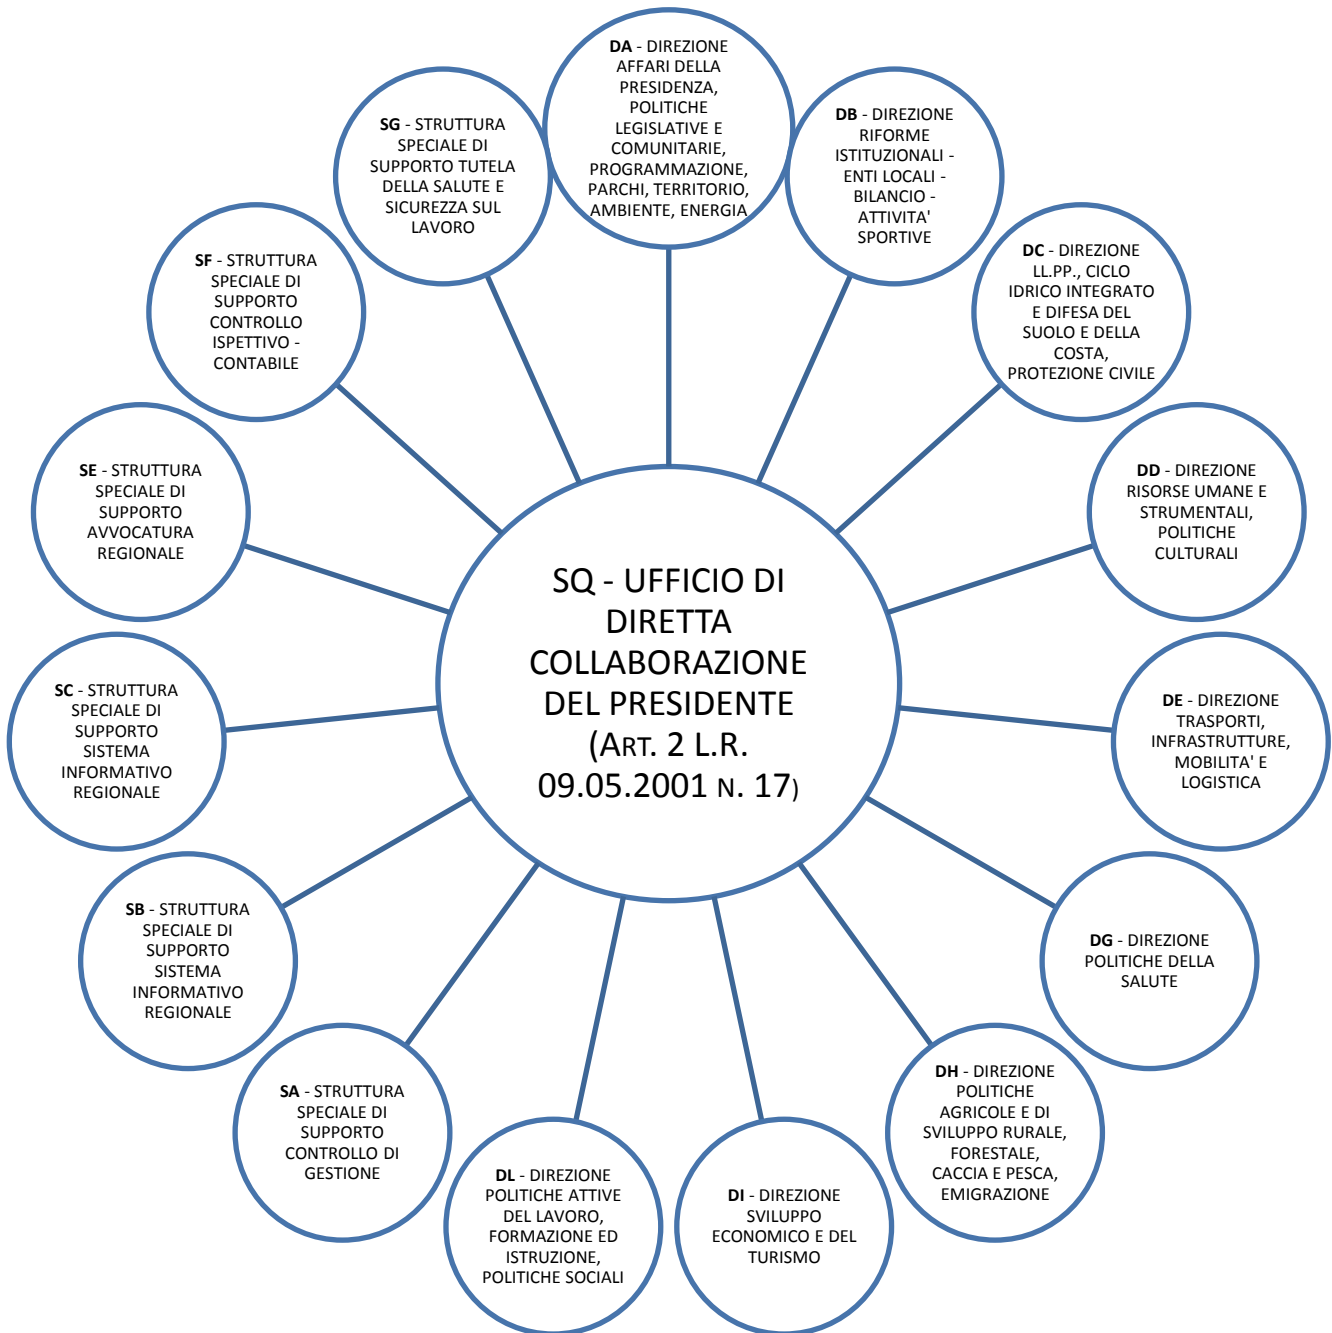 DA - DIREZIONE
AFFARI DELLA
PRESIDENZA,
POLITICHE
LEGISLATIVE E
COMUNITARIE,
PROGRAMMAZIONE,
PARCHI, TERRITORIO,
AMBIENTE, ENERGIA
DB - DIREZIONE
RIFORME
ISTITUZIONALI -
ENTI LOCALI -
BILANCIO -
ATTIVITA'
SPORTIVE
DC - DIREZIONE
LL.PP., CICLO
IDRICO INTEGRATO
E DIFESA DEL
SUOLO E DELLA
COSTA,
PROTEZIONE CIVILE
DD - DIREZIONE
RISORSE UMANE E
STRUMENTALI,
POLITICHE
CULTURALI
DE - DIREZIONE
TRASPORTI,
INFRASTRUTTURE,
MOBILITA' E
LOGISTICA
DG - DIREZIONE
POLITICHE DELLA
SALUTE
DH - DIREZIONE
POLITICHE
AGRICOLE E DI
SVILUPPO RURALE,
FORESTALE,
CACCIA E PESCA,
EMIGRAZIONE
DI - DIREZIONE
SVILUPPO
ECONOMICO E DEL
TURISMO
DL - DIREZIONE
POLITICHE ATTIVE
DEL LAVORO,
FORMAZIONE ED
ISTRUZIONE,
POLITICHE SOCIALI
SA - STRUTTURA
SPECIALE DI
SUPPORTO
CONTROLLO DI
GESTIONE
SB - STRUTTURA
SPECIALE DI
SUPPORTO
SISTEMA
INFORMATIVO
REGIONALE
SC - STRUTTURA
SPECIALE DI
SUPPORTO
SISTEMA
INFORMATIVO
REGIONALE
SE - STRUTTURA
SPECIALE DI
SUPPORTO
AVVOCATURA
REGIONALE
SF - STRUTTURA
SPECIALE DI
SUPPORTO
CONTROLLO
ISPETTIVO -
CONTABILE
SG - STRUTTURA
SPECIALE DI
SUPPORTO TUTELA
DELLA SALUTE E
SICUREZZA SUL
LAVORO
SQ - UFFICIO DI
DIRETTA
COLLABORAZIONE
DEL PRESIDENTE
(ART. 2 L.R.
09.05.2001 N. 17)